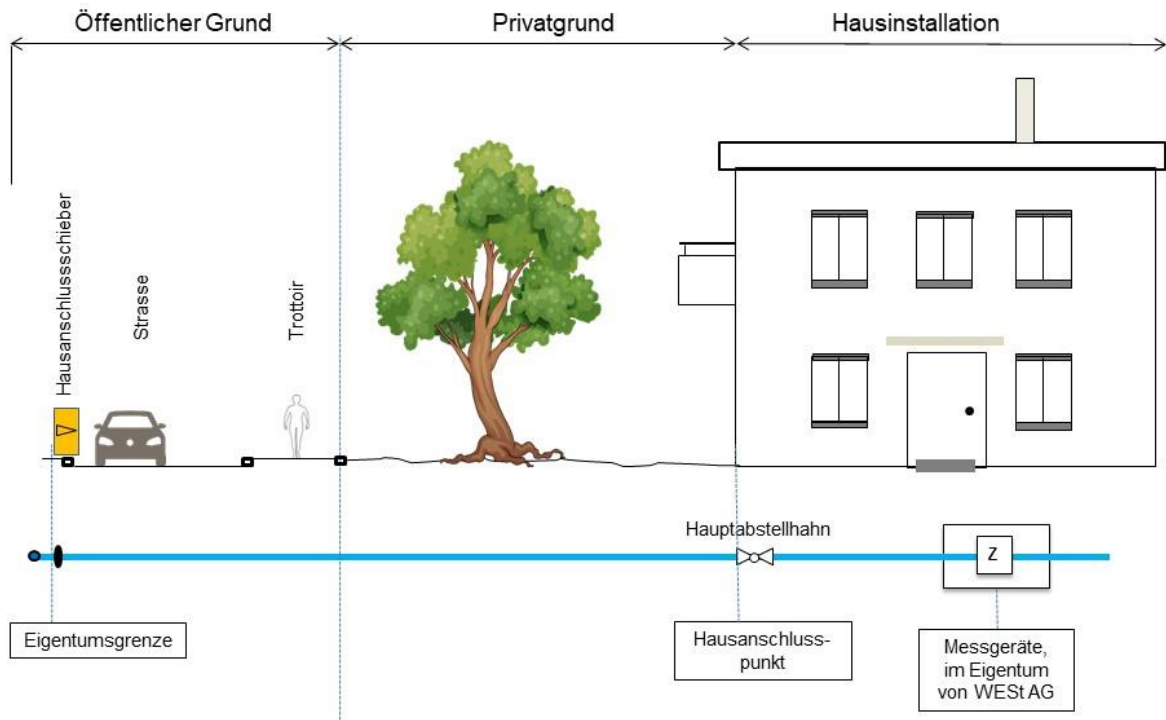 Öffentlicher Grund
Privatgrund
Hausinstallation
Hausanschlussschieber
Strasse
Trottoir
Hauptabstellhahn
Z
Eigentumsgrenze
Hausanschluss-
punkt
Messgeräte,
im Eigentum
von WESt AG